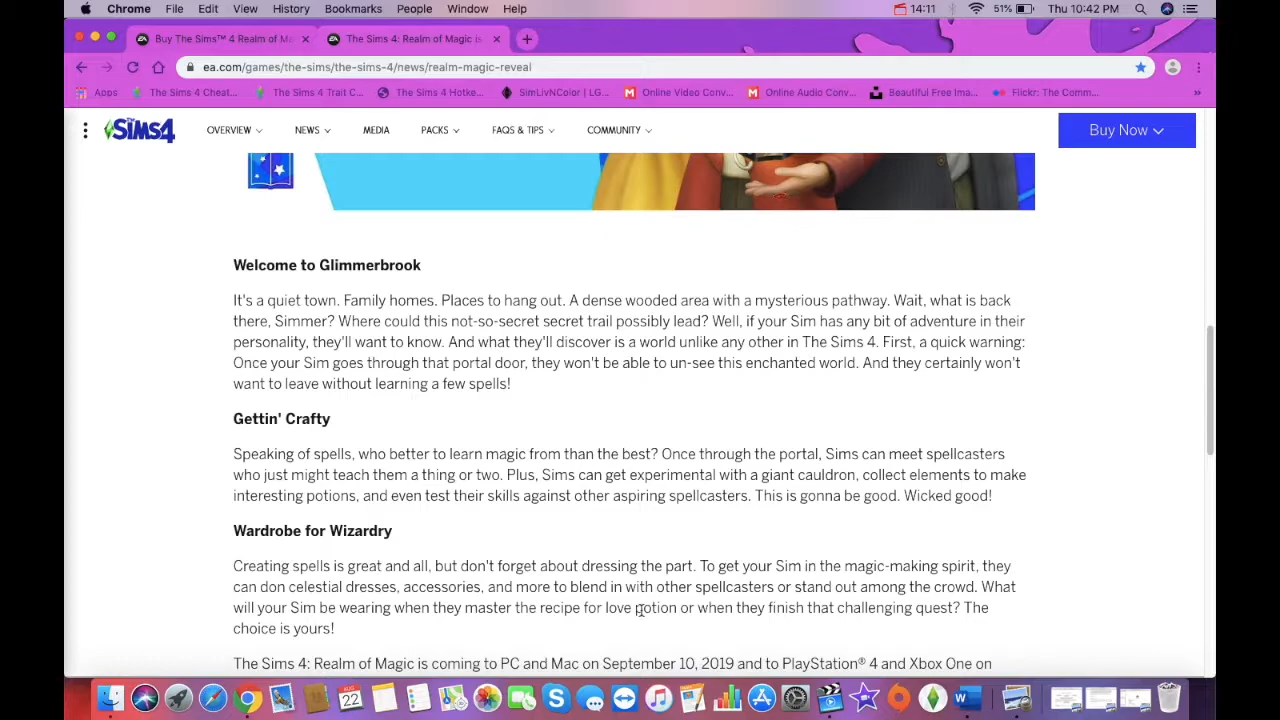 Chrome File Edit View History Bookmarks People Window Help 14:11 51% Thu 10:42 PM
Buy The Sims™ 4 Realm of M The Sims 4: Realm of Magic is
ea.com/games/the-sims/the-sims-4/news/realm-magic-reveal
Apps The Sims 4 Cheat... The Sims 4 Trait C... The Sims 4 Hotke... SimLivNColor | LG... Online Video Conv... Online Audio Conv... Beautiful Free Ima... Flickr: The Comm... »
The SIMS4 OVERVIEW NEWS MEDIA PACKS FAQS & TIPS COMMUNITY Buy Now
Welcome to Glimmerbrook
It's a quiet town. Family homes. Places to hang out. A dense wooded area with a mysterious pathway. Wait, what is back
there, Simmer? Where could this not-so-secret secret trail possibly lead? Well, if your Sim has any bit of adventure in their
personality, they'll want to know. And what they'll discover is a world unlike any other in The Sims 4. First, a quick warning:
Once your Sim goes through that portal door, they won't be able to un-see this enchanted world. And they certainly won't
want to leave without learning a few spells!
Gettin' Crafty
Speaking of spells, who better to learn magic from than the best? Once through the portal, Sims can meet spellcasters
who just might teach them a thing or two. Plus, Sims can get experimental with a giant cauldron, collect elements to make
interesting potions, and even test their skills against other aspiring spellcasters. This is gonna be good. Wicked good!
Wardrobe for Wizardry
Creating spells is great and all, but don't forget about dressing the part. To get your Sim in the magic-making spirit, they
can don celestial dresses, accessories, and more to blend in with other spellcasters or stand out among the crowd. What
will your Sim be wearing when they master the recipe for love potion or when they finish that challenging quest? The
choice is yours!
The Sims 4: Realm of Magic is coming to PC and Mac on September 10, 2019 and to PlayStation® 4 and Xbox One on
AUG
22